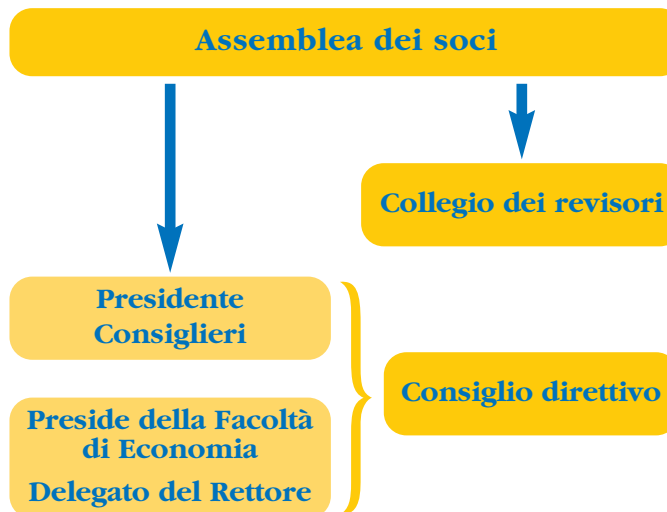 Assemblea dei soci
Collegio dei revisori
Presidente
Consiglieri
Consiglio direttivo
Preside della Facoltà
di Economia
Delegato del Rettore